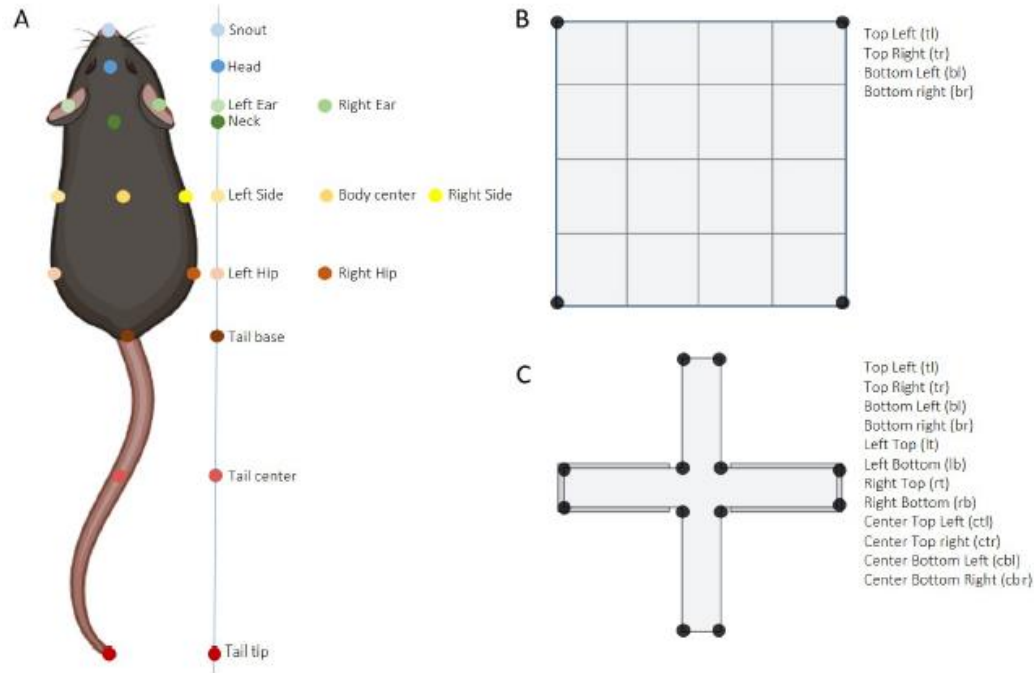 A
Snout
Head
Left Ear Right Ear
Neck
Left Side Body center Right Side
Left Hip Right Hip
Tail base
Tail center
Tail tip
B
Top Left (tl)
Top Right (tr)
Bottom Left (bl)
Bottom right (br)
C
Top Left (tl)
Top Right (tr)
Bottom Left (bl)
Bottom right (br)
Left Top (lt)
Left Bottom (lb)
Right Top (rt)
Right Bottom (rb)
Center Top Left (ctl)
Center Top right (ctr)
Center Bottom Left (cbl)
Center Bottom Right (cbr)